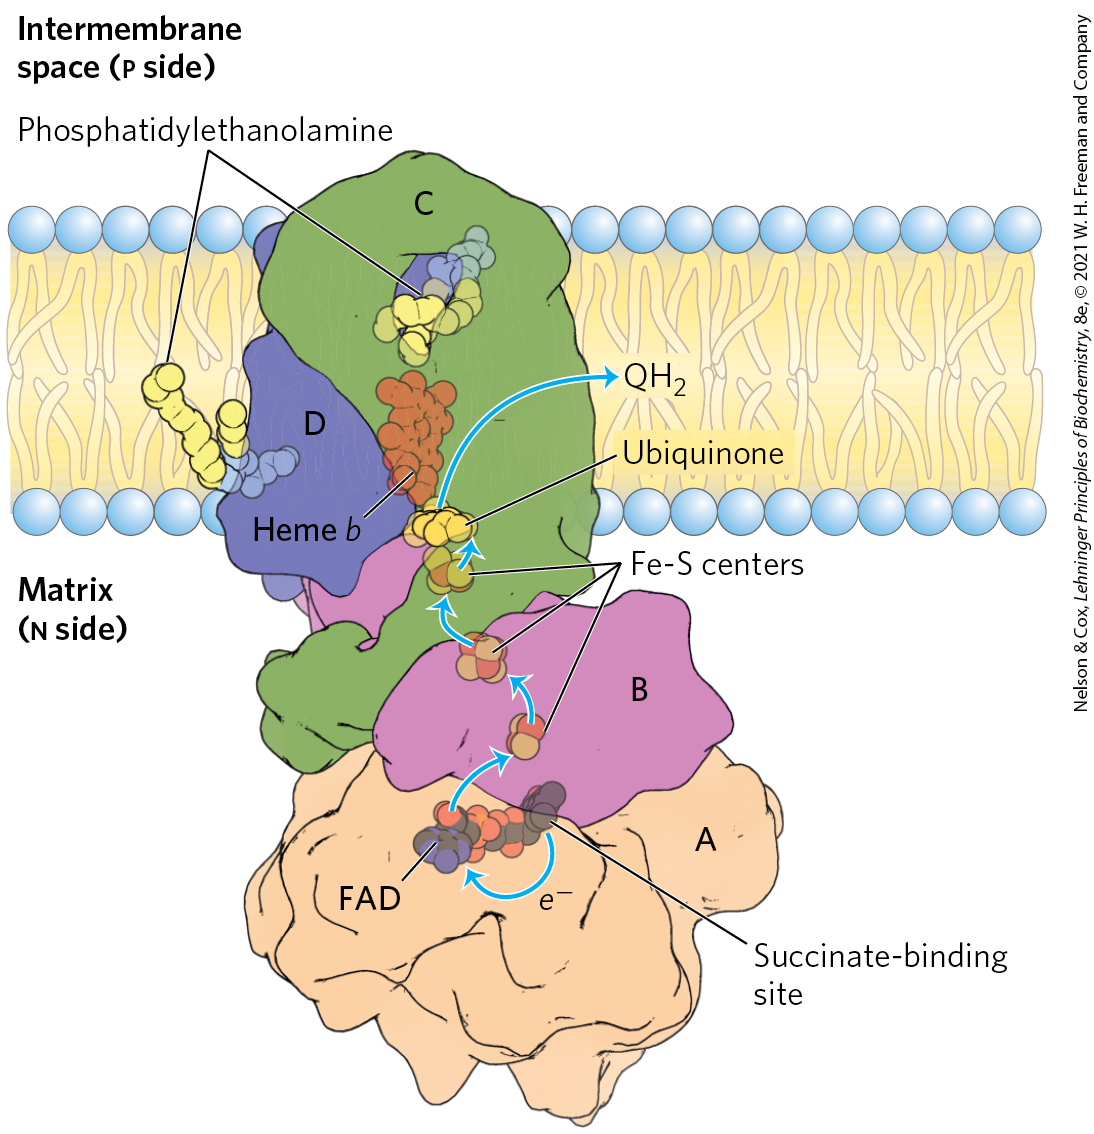 Intermembrane
space (P side)
Phosphatidylethanolamine
C
QH2
D
Ubiquinone
Heme b
Fe-S centers
Matrix
(N side)
B
A
FAD
e−
Succinate-binding
site
Nelson & Cox, Lehninger Principles of Biochemistry, 8e, © 2021 W. H. Freeman and Company